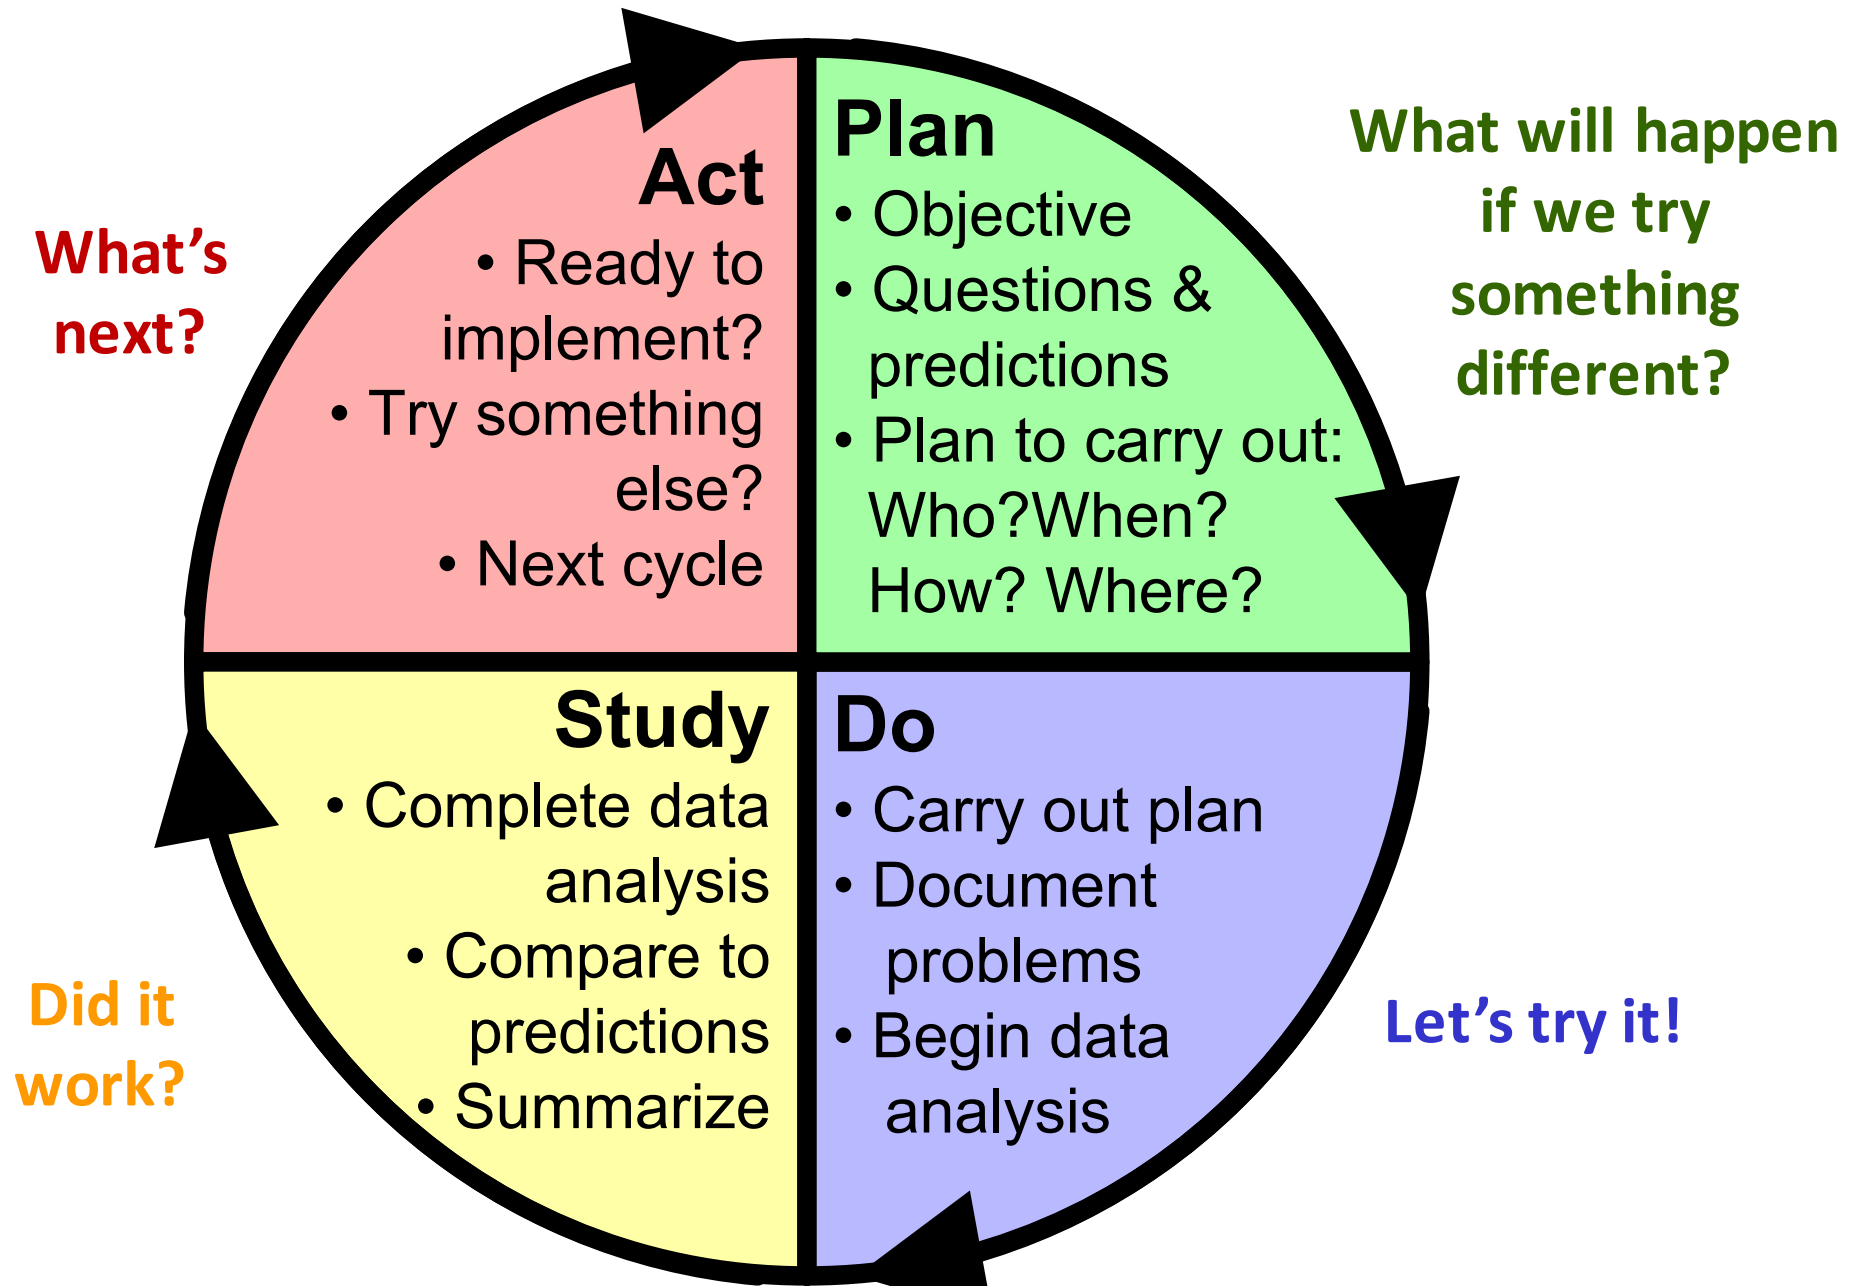 What's
next?
Act
• Ready to
implement?
• Try something
else?
• Next cycle
Plan
• Objective
• Questions &
predictions
• Plan to carry out:
Who?When?
How? Where?
What will happen
if we try
something
different?
Did it
work?
Study
• Complete data
analysis
• Compare to
predictions
• Summarize
Do
• Carry out plan
• Document
problems
• Begin data
analysis
Let's try it!